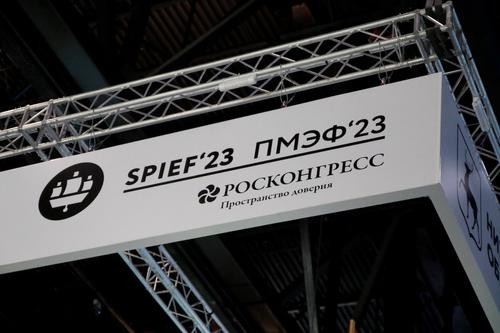 SPIEF‘23 ПМЭФ‘23
РОСКОНГРЕСС
Пространство доверия